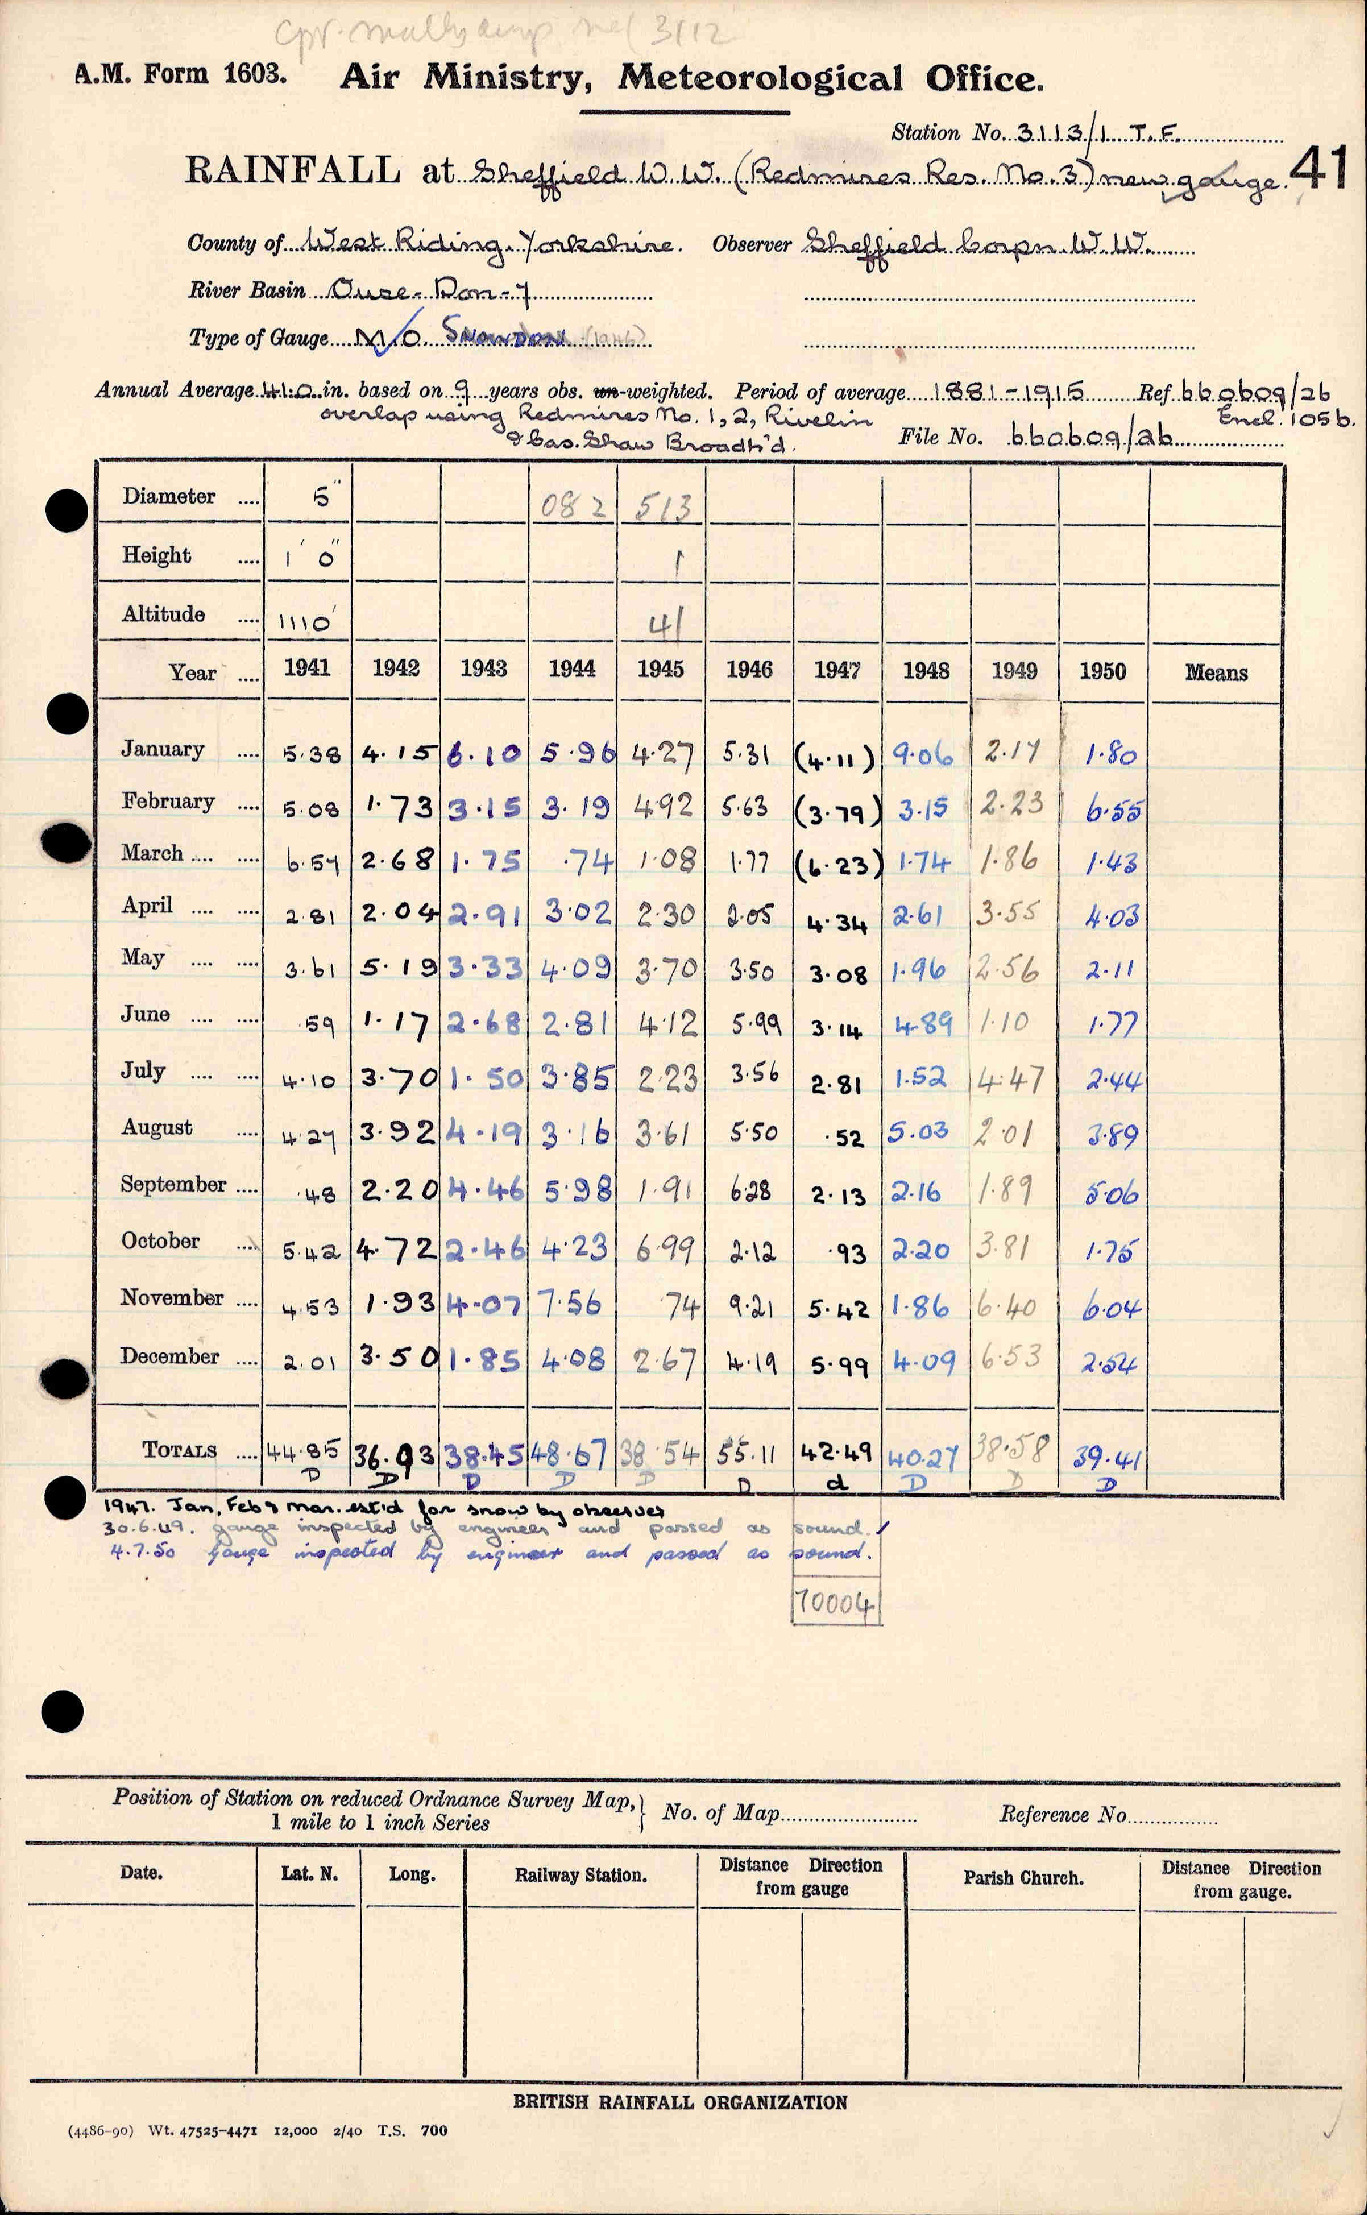 A.M. Form 1603. Air Ministry, Meteorological Office.
Station No. 3113/1 T.F.
RAINFALL at Sheffield W.W. (Redmires Res. No. 3) new gauge. 41
County of West Riding, Yorkshire. Observer Sheffield Corpn W.W.
River Basin Ouse - Don - 7
Type of Gauge M O SNOWDON (1946)
Annual Average 41.0 in. based on 9 years obs. un-weighted. Period of average 1881-1915 Ref 660609/26
overlap using Redmires No. 1, 2, Rivelin Encl. 105b.
& Cas. Shaw Broadh'd. File No. 660609/26
Diameter .... 5" 082 513
Height .... 1' 0" 1
Altitude .... 1110' 41
Year .... 1941 1942 1943 1944 1945 1946 1947 1948 1949 1950 Means
January .... 5.38 4.15 6.10 5.96 4.27 5.31 (4.11) 9.06 2.17 1.80
February .... 5.08 1.73 3.15 3.19 4.92 5.63 (3.79) 3.15 2.23 6.55
March .... .... 6.57 2.68 1.75 .74 1.08 1.77 (6.23) 1.74 1.86 1.43
April .... .... 2.81 2.04 2.91 3.02 2.30 2.05 4.34 2.61 3.55 4.03
May .... .... 3.61 5.19 3.33 4.09 3.70 3.50 3.08 1.96 2.56 2.11
June .... .... .59 1.17 2.68 2.81 4.12 5.99 3.14 4.89 1.10 1.77
July .... .... 4.10 3.70 1.50 3.85 2.23 3.56 2.81 1.52 4.47 2.44
August .... 4.27 3.92 4.19 3.16 3.61 5.50 .52 5.03 2.01 3.89
September .... .48 2.20 4.46 5.98 1.91 6.28 2.13 2.16 1.89 5.06
October .... 5.42 4.72 2.46 4.23 6.99 2.12 .93 2.20 3.81 1.75
November .... 4.53 1.93 4.07 7.56 74 9.21 5.42 1.86 6.40 6.04
December .... 2.01 3.50 1.85 4.08 2.67 4.19 5.99 4.09 6.53 2.54
TOTALS .... 44.85 36.93 38.45 48.67 38.54 55.11 42.49 40.27 38.58 39.41
D D D D D D d D D D
1947. Jan, Feb & Mar. est'd for snow by observer
30.6.49. gauge inspected by engineer and passed as sound.
4.7.50 Gauge inspected by engineer and passed as sound.
70004
Position of Station on reduced Ordnance Survey Map, } No. of Map Reference No.
1 mile to 1 inch Series
Date. Lat. N. Long. Railway Station. Distance Direction from gauge Parish Church. Distance Direction from gauge.
BRITISH RAINFALL ORGANIZATION
(4486-90) Wt. 47525-4471 12,000 2/40 T.S. 700